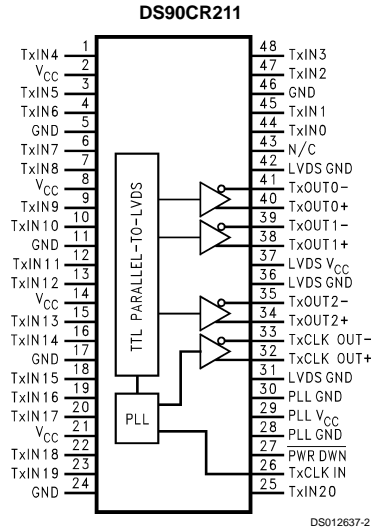 DS90CR211
TxIN4 1
VCC 2
TxIN5 3
TxIN6 4
GND 5
TxIN7 6
TxIN8 7
VCC 8
TxIN9 9
TxIN10 10
GND 11
TxIN11 12
TxIN12 13
VCC 14
TxIN13 15
TxIN14 16
GND 17
TxIN15 18
TxIN16 19
TxIN17 20
VCC 21
TxIN18 22
TxIN19 23
GND 24
TTL PARALLEL-TO-LVDS
PLL
48 TxIN3
47 TxIN2
46 GND
45 TxIN1
44 TxIN0
43 N/C
42 LVDS GND
41 TxOUT0-
40 TxOUT0+
39 TxOUT1-
38 TxOUT1+
37 LVDS VCC
36 LVDS GND
35 TxOUT2-
34 TxOUT2+
33 TxCLK OUT-
32 TxCLK OUT+
31 LVDS GND
30 PLL GND
29 PLL VCC
28 PLL GND
27 PWR DWN
26 TxCLK IN
25 TxIN20
DS012637-2